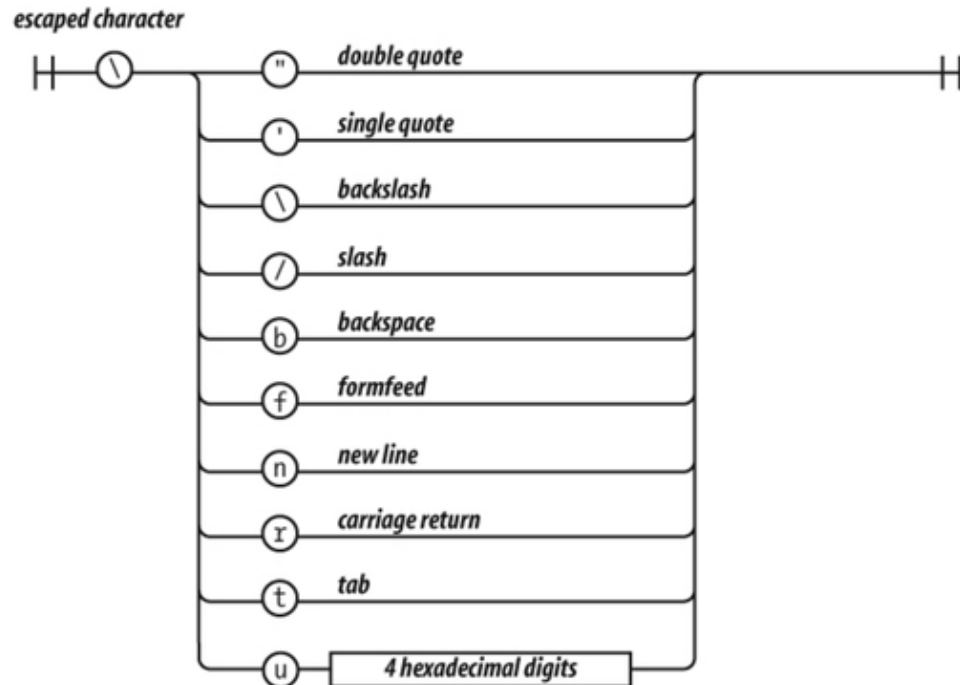 escaped character
\ " double quote
' single quote
\ backslash
/ slash
b backspace
f formfeed
n new line
r carriage return
t tab
u 4 hexadecimal digits